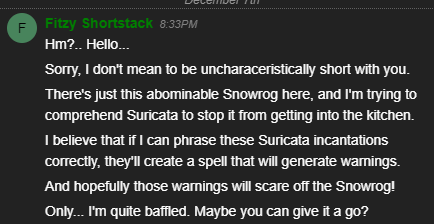 December 7th
F
Fitzy Shortstack 8:33PM
Hm?.. Hello...
Sorry, I don't mean to be uncharaceristically short with you.
There's just this abominable Snowrog here, and I'm trying to
comprehend Suricata to stop it from getting into the kitchen.
I believe that if I can phrase these Suricata incantations
correctly, they'll create a spell that will generate warnings.
And hopefully those warnings will scare off the Snowrog!
Only... I'm quite baffled. Maybe you can give it a go?